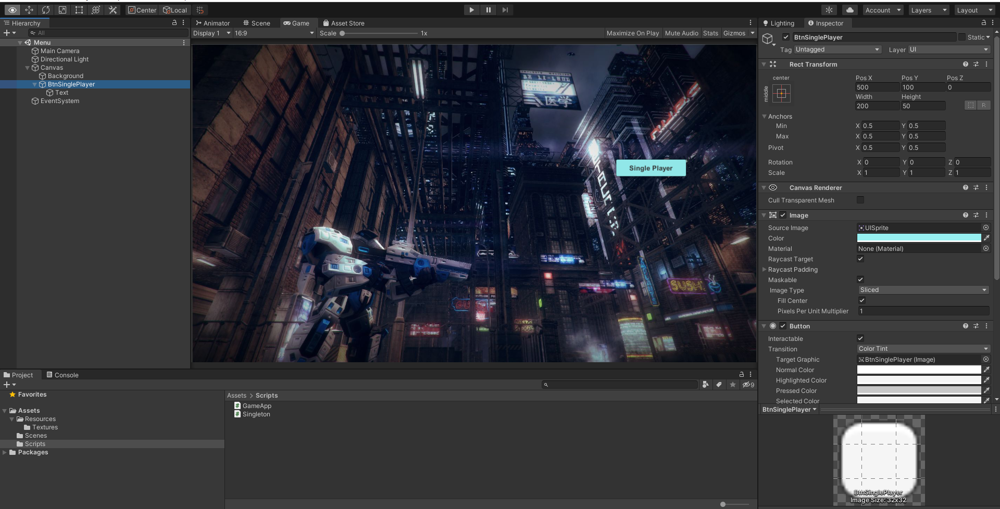 Center Local Account Layers Layout
Hierarchy
All
Menu
Main Camera
Directional Light
Canvas
Background
BtnSinglePlayer
Text
EventSystem
Animator Scene Game Asset Store
Display 1 16:9 Scale 1x Maximize On Play Mute Audio Stats Gizmos
医学
Single Player
SUSHI
Project Console
9
Favorites
Assets
Resources
Textures
Scenes
Scripts
Packages
Assets > Scripts
# GameApp
# Singleton
Lighting Inspector
BtnSinglePlayer Static
Tag Untagged Layer UI
Rect Transform
center Pos X Pos Y Pos Z
middle 500 100 0
Width Height
200 50 R
Anchors
Min X 0.5 Y 0.5
Max X 0.5 Y 0.5
Pivot X 0.5 Y 0.5
Rotation X 0 Y 0 Z 0
Scale X 1 Y 1 Z 1
Canvas Renderer
Cull Transparent Mesh
Image
Source Image UISprite
Color
Material None (Material)
Raycast Target
Raycast Padding
Maskable
Image Type Sliced
Fill Center
Pixels Per Unit Multiplier 1
Button
Interactable
Transition Color Tint
Target Graphic BtnSinglePlayer (Image)
Normal Color
Highlighted Color
Pressed Color
Selected Color
BtnSinglePlayer
BtnSinglePlayer
Image Size: 32x32